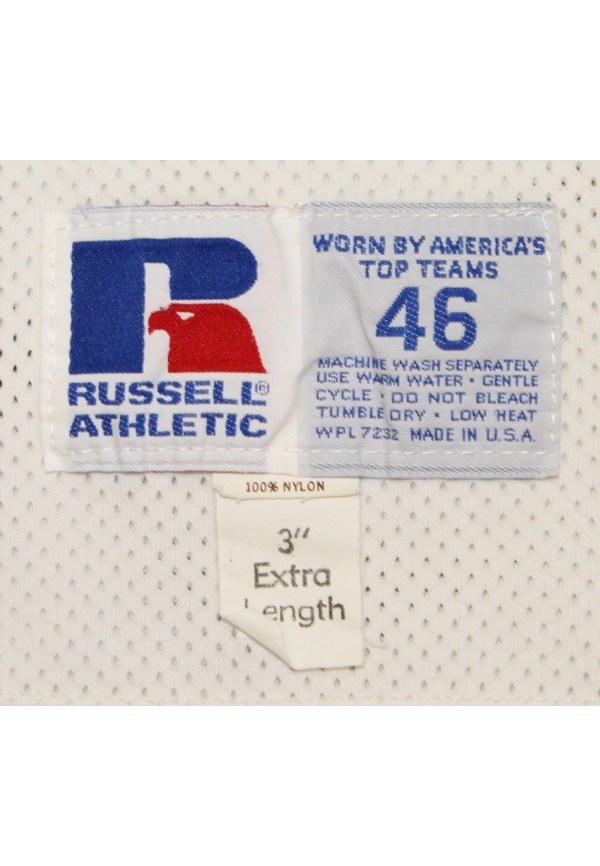 RUSSELL®
ATHLETIC
WORN BY AMERICA'S
TOP TEAMS
46
MACHINE WASH SEPARATELY
USE WARM WATER · GENTLE
CYCLE · DO NOT BLEACH
TUMBLE DRY · LOW HEAT
WPL 7232 MADE IN U.S.A.
100% NYLON
3"
Extra
Length